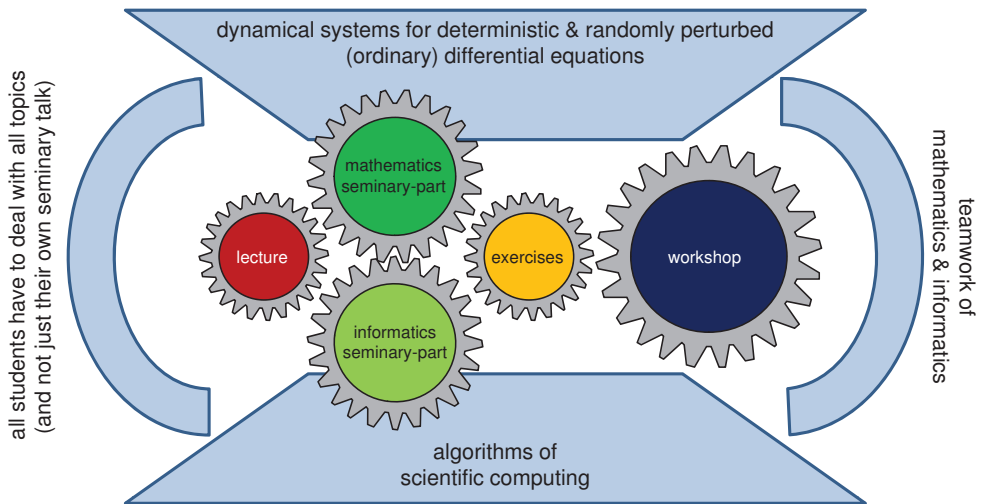 dynamical systems for deterministic & randomly perturbed
(ordinary) differential equations
all students have to deal with all topics
(and not just their own seminary talk)
mathematics
seminary-part
lecture
exercises
workshop
informatics
seminary-part
teamwork of
mathematics & informatics
algorithms of
scientific computing